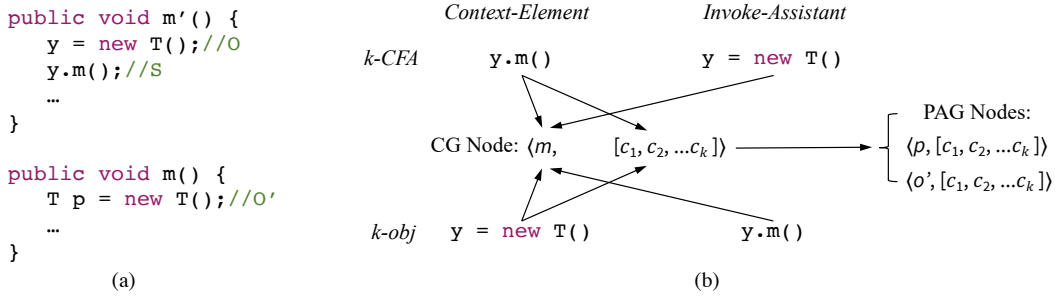 public void m’() {
y = new T();//O
y.m();//S
…
}
public void m() {
T p = new T();//O’
…
}
(a)
Context-Element Invoke-Assistant
k-CFA y.m() y = new T()
CG Node: ⟨m, [c₁, c₂, ...cₖ]⟩
PAG Nodes:
⟨p, [c₁, c₂, ...cₖ]⟩
⟨o’, [c₁, c₂, ...cₖ]⟩
k-obj y = new T() y.m()
(b)